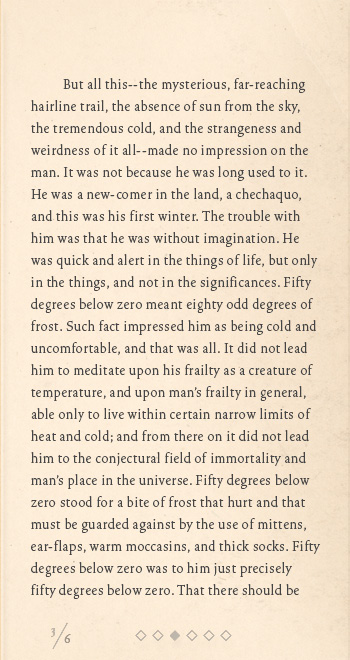 But all this--the mysterious, far-reaching
hairline trail, the absence of sun from the sky,
the tremendous cold, and the strangeness and
weirdness of it all--made no impression on the
man. It was not because he was long used to it.
He was a new-comer in the land, a chechaquo,
and this was his first winter. The trouble with
him was that he was without imagination. He
was quick and alert in the things of life, but only
in the things, and not in the significances. Fifty
degrees below zero meant eighty odd degrees of
frost. Such fact impressed him as being cold and
uncomfortable, and that was all. It did not lead
him to meditate upon his frailty as a creature of
temperature, and upon man’s frailty in general,
able only to live within certain narrow limits of
heat and cold; and from there on it did not lead
him to the conjectural field of immortality and
man’s place in the universe. Fifty degrees below
zero stood for a bite of frost that hurt and that
must be guarded against by the use of mittens,
ear-flaps, warm moccasins, and thick socks. Fifty
degrees below zero was to him just precisely
fifty degrees below zero. That there should be
3/6